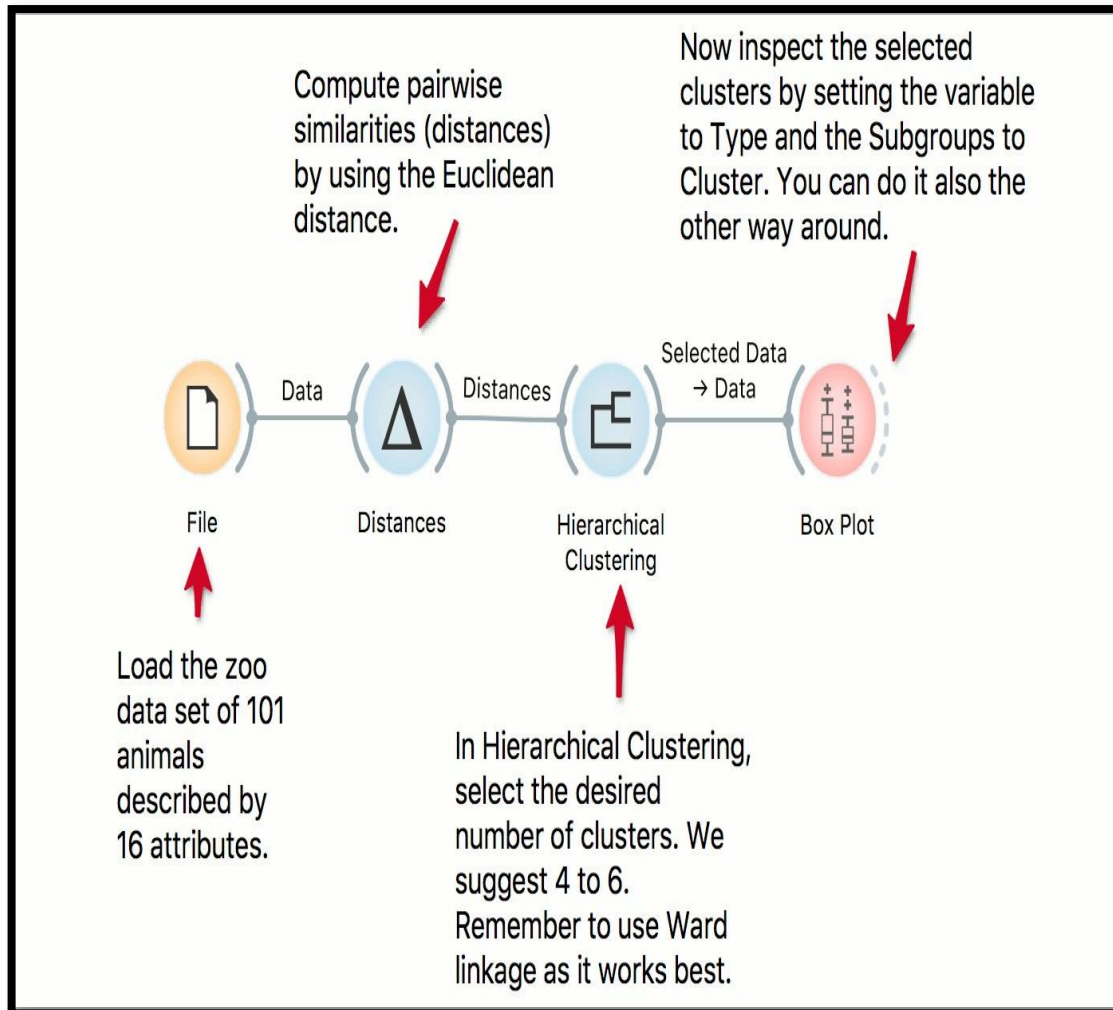 Compute pairwise
similarities (distances)
by using the Euclidean
distance.
Now inspect the selected
clusters by setting the variable
to Type and the Subgroups to
Cluster. You can do it also the
other way around.
Data
Distances
Selected Data
→ Data
File
Distances
Hierarchical
Clustering
Box Plot
Load the zoo
data set of 101
animals
described by
16 attributes.
In Hierarchical Clustering,
select the desired
number of clusters. We
suggest 4 to 6.
Remember to use Ward
linkage as it works best.